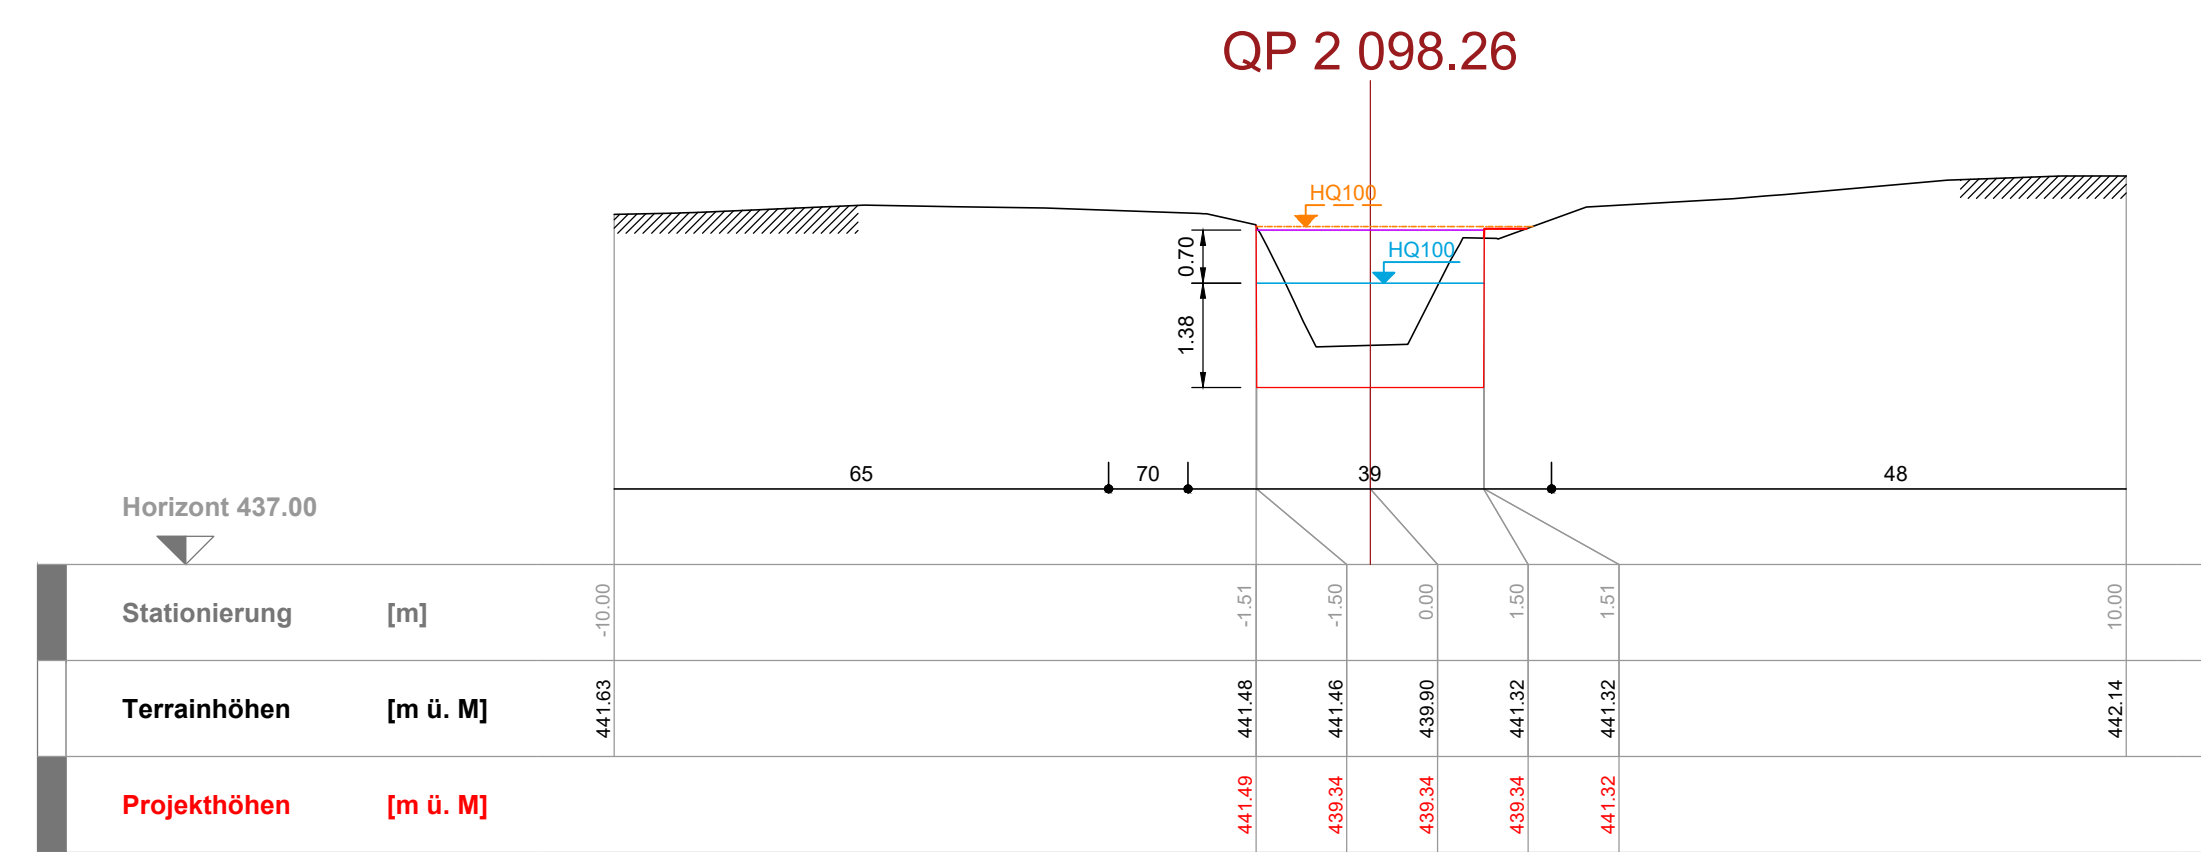 QP 2 098.26
HQ100
HQ100
0.70
1.38
65 70 39 48
Horizont 437.00
Stationierung [m] -10.00 -1.51 -1.50 0.00 1.50 1.51 10.00
Terrainhöhen [m ü. M] 441.63 441.48 441.46 439.90 441.32 441.32 442.14
Projekthöhen [m ü. M] 441.49 439.34 439.34 439.34 441.32